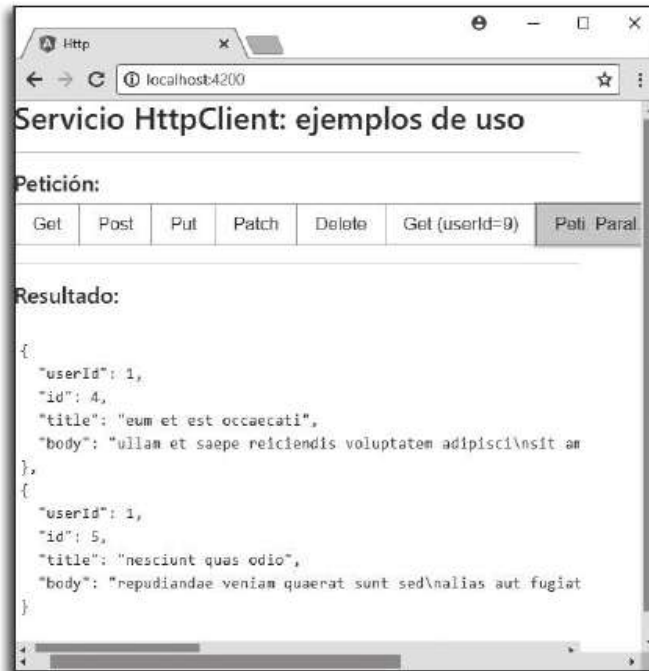 Http
localhost:4200
Servicio HttpClient: ejemplos de uso
Petición:
Get Post Put Patch Delete Get (userId=9) Peti. Paral.
Resultado:
{
"userId": 1,
"id": 4,
"title": "eum et est occaecati",
"body": "ullam et saepe reiciendis voluptatem adipisci\nsit am
},
{
"userId": 1,
"id": 5,
"title": "nesciunt quas odio",
"body": "repudiandae veniam quaerat sunt sed\nalias aut fugiat
}